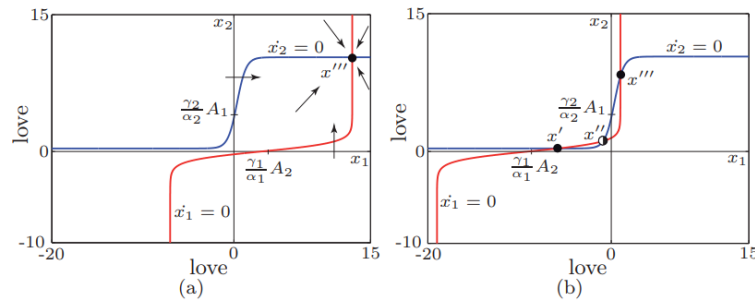 15
x₂
ẋ₂ = 0
x'''
γ₂/α₂ A₁
love
0
x₁
γ₁/α₁ A₂
ẋ₁ = 0
-10
-20
0
15
love
(a)
15
x₂
ẋ₂ = 0
x'''
γ₂/α₂ A₁
x'
x''
love
0
x₁
γ₁/α₁ A₂
ẋ₁ = 0
-10
-20
0
15
love
(b)